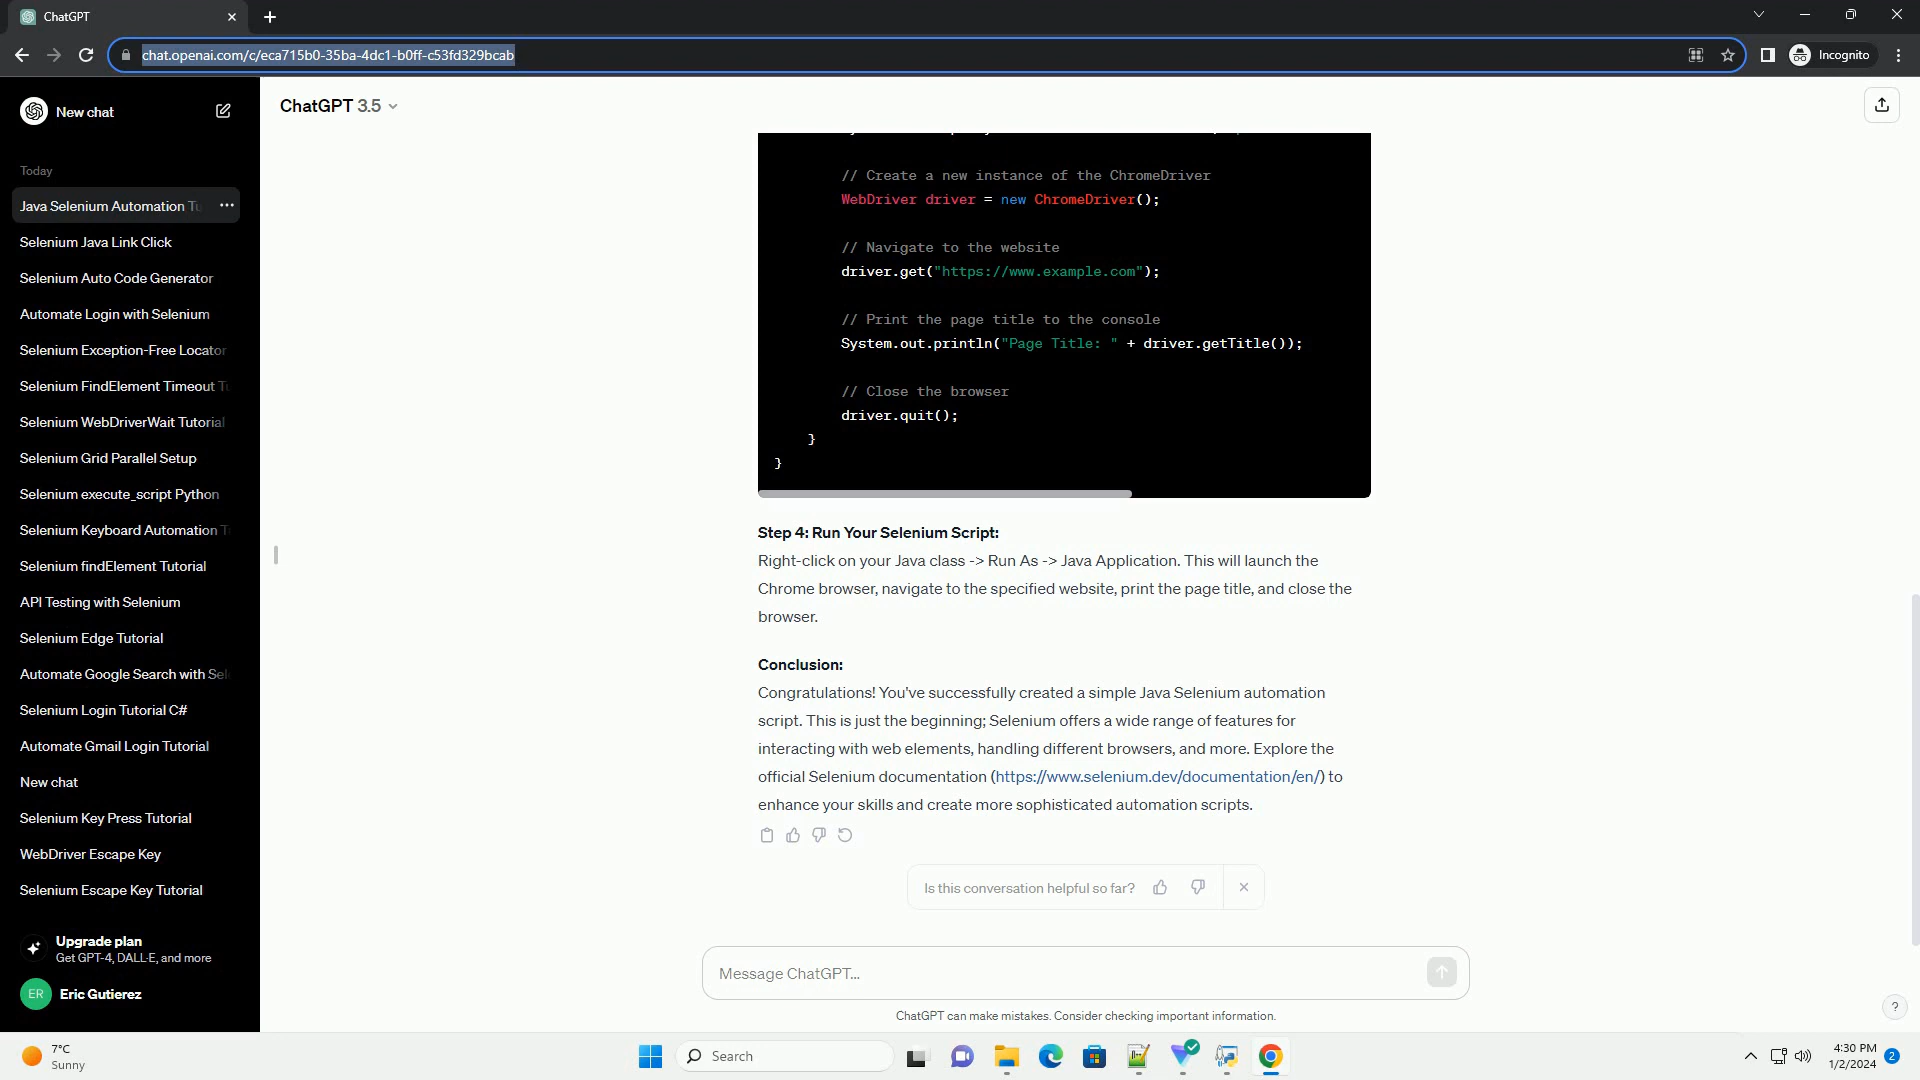 ChatGPT
chat.openai.com/c/eca715b0-35ba-4dc1-b0ff-c53fd329bcab
Incognito
New chat
ChatGPT 3.5
Today
Java Selenium Automation Tu
Selenium Java Link Click
Selenium Auto Code Generator
Automate Login with Selenium
Selenium Exception-Free Locator
Selenium FindElement Timeout Tu
Selenium WebDriverWait Tutorial
Selenium Grid Parallel Setup
Selenium execute_script Python
Selenium Keyboard Automation T
Selenium findElement Tutorial
API Testing with Selenium
Selenium Edge Tutorial
Automate Google Search with Sel
Selenium Login Tutorial C#
Automate Gmail Login Tutorial
New chat
Selenium Key Press Tutorial
WebDriver Escape Key
Selenium Escape Key Tutorial
Upgrade plan
Get GPT-4, DALL·E, and more
ER
Eric Gutierez
// Create a new instance of the ChromeDriver
WebDriver driver = new ChromeDriver();
// Navigate to the website
driver.get("https://www.example.com");
// Print the page title to the console
System.out.println("Page Title: " + driver.getTitle());
// Close the browser
driver.quit();
}
}
Step 4: Run Your Selenium Script:
Right-click on your Java class -> Run As -> Java Application. This will launch the
Chrome browser, navigate to the specified website, print the page title, and close the
browser.
Conclusion:
Congratulations! You've successfully created a simple Java Selenium automation
script. This is just the beginning; Selenium offers a wide range of features for
interacting with web elements, handling different browsers, and more. Explore the
official Selenium documentation (https://www.selenium.dev/documentation/en/) to
enhance your skills and create more sophisticated automation scripts.
Is this conversation helpful so far?
Message ChatGPT...
ChatGPT can make mistakes. Consider checking important information.
?
7°C
Sunny
Search
4:30 PM
1/2/2024
2